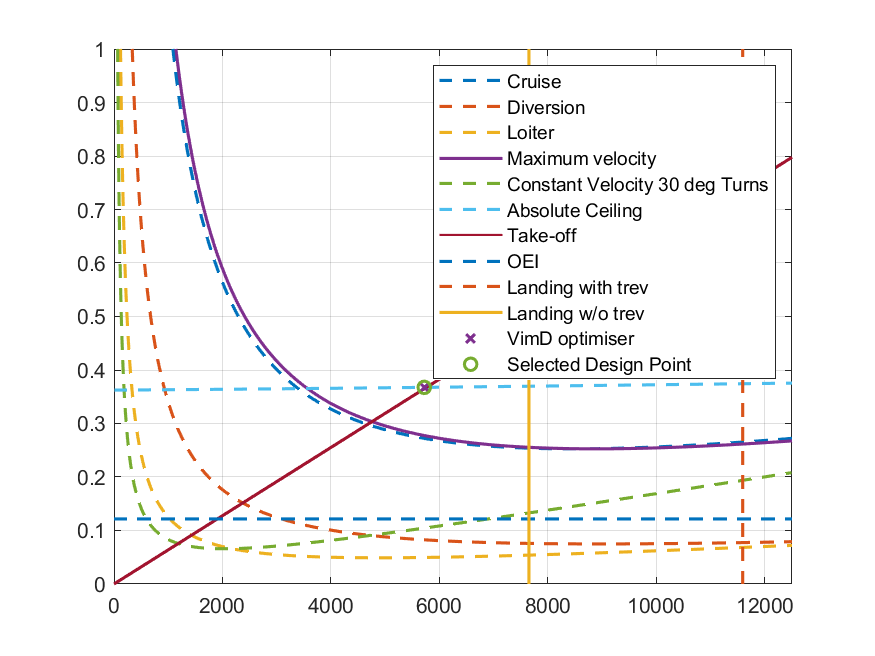 1
0.9
0.8
0.7
0.6
0.5
0.4
0.3
0.2
0.1
0
Cruise
Diversion
Loiter
Maximum velocity
Constant Velocity 30 deg Turns
Absolute Ceiling
Take-off
OEI
Landing with trev
Landing w/o trev
VimD optimiser
Selected Design Point
0 2000 4000 6000 8000 10000 12000